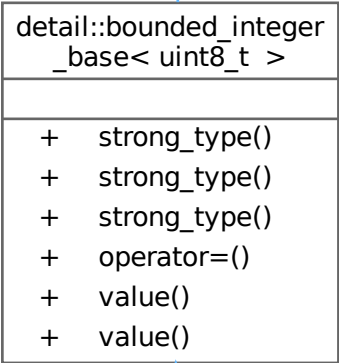 detail::bounded_integer
_base< uint8_t >
+ strong_type()
+ strong_type()
+ strong_type()
+ operator=()
+ value()
+ value()